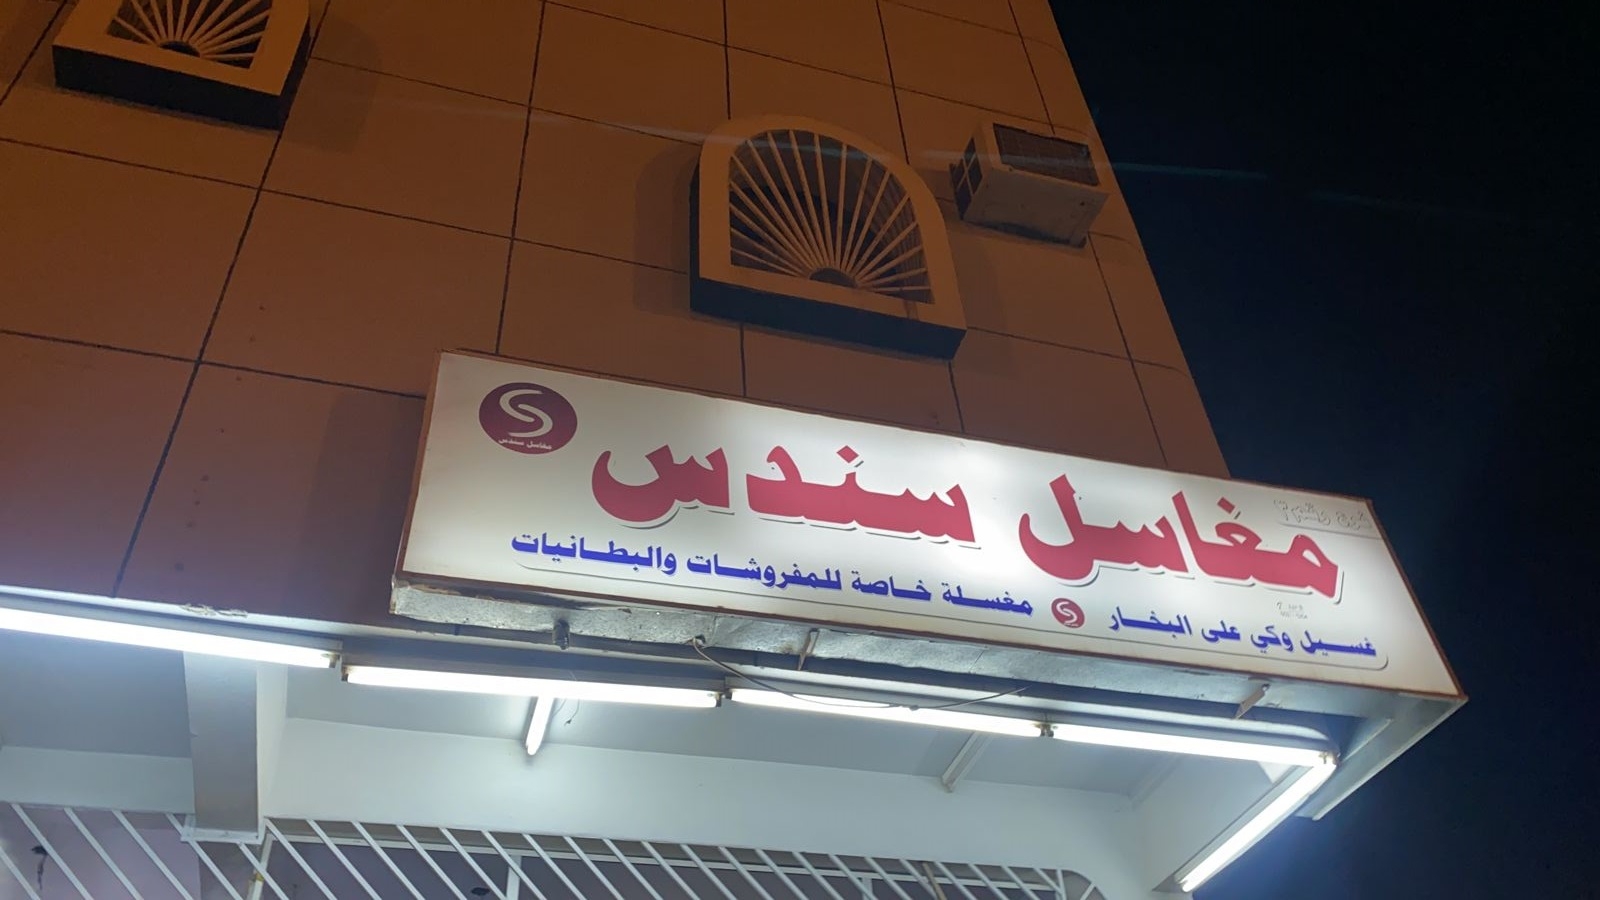 مغاسل سندس
غسيل وكي على البخار
مغسلة خاصة للمفروشات والبطانيات
مغاسل سندس